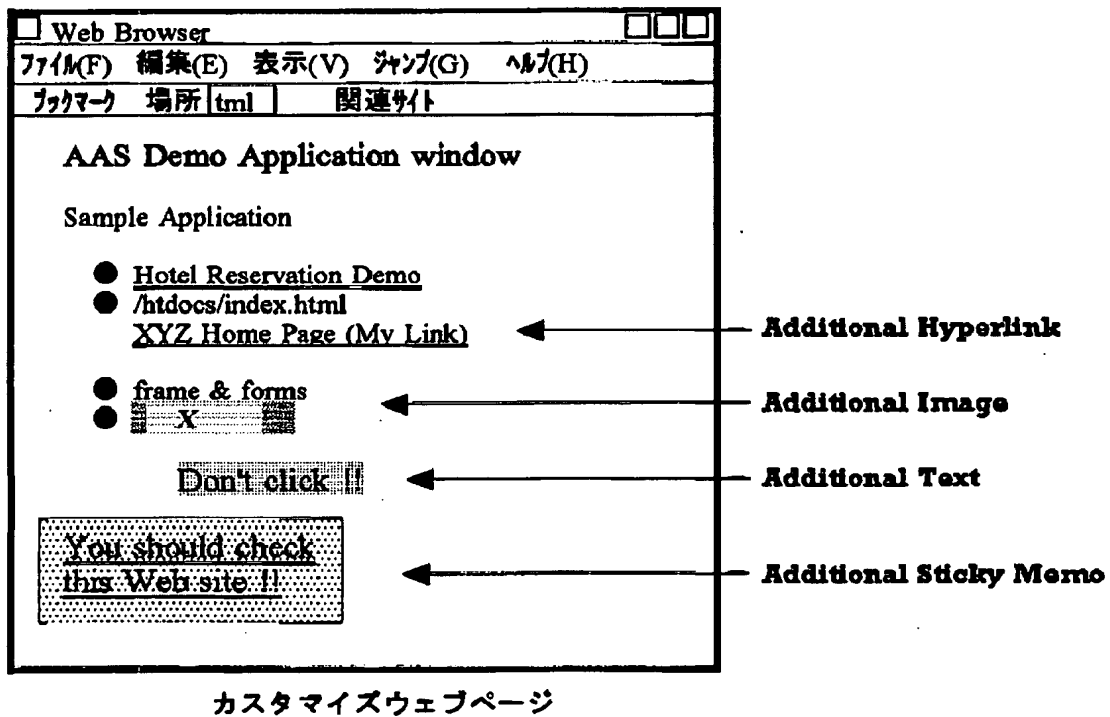 Web Browser
ファイル(F) 編集(E) 表示(V) ジャンプ(G) ヘルプ(H)
ブックマーク 場所 tml 関連サイト
AAS Demo Application window
Sample Application
Hotel Reservation Demo
/htdocs/index.html
XYZ Home Page (My Link)
Additional Hyperlink
frame & forms
X
Additional Image
Don't click !!
Additional Text
You should check
this Web site !!
Additional Sticky Memo
カスタマイズウェブページ